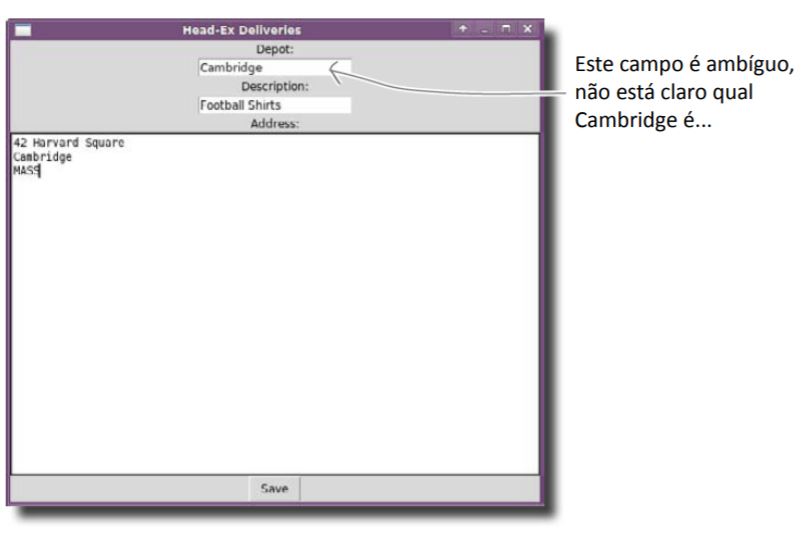 Head-Ex Deliveries
Depot:
Cambridge
Description:
Football Shirts
Address:
42 Harvard Square
Cambridge
MASS
Save
Este campo é ambíguo,
não está claro qual
Cambridge é...